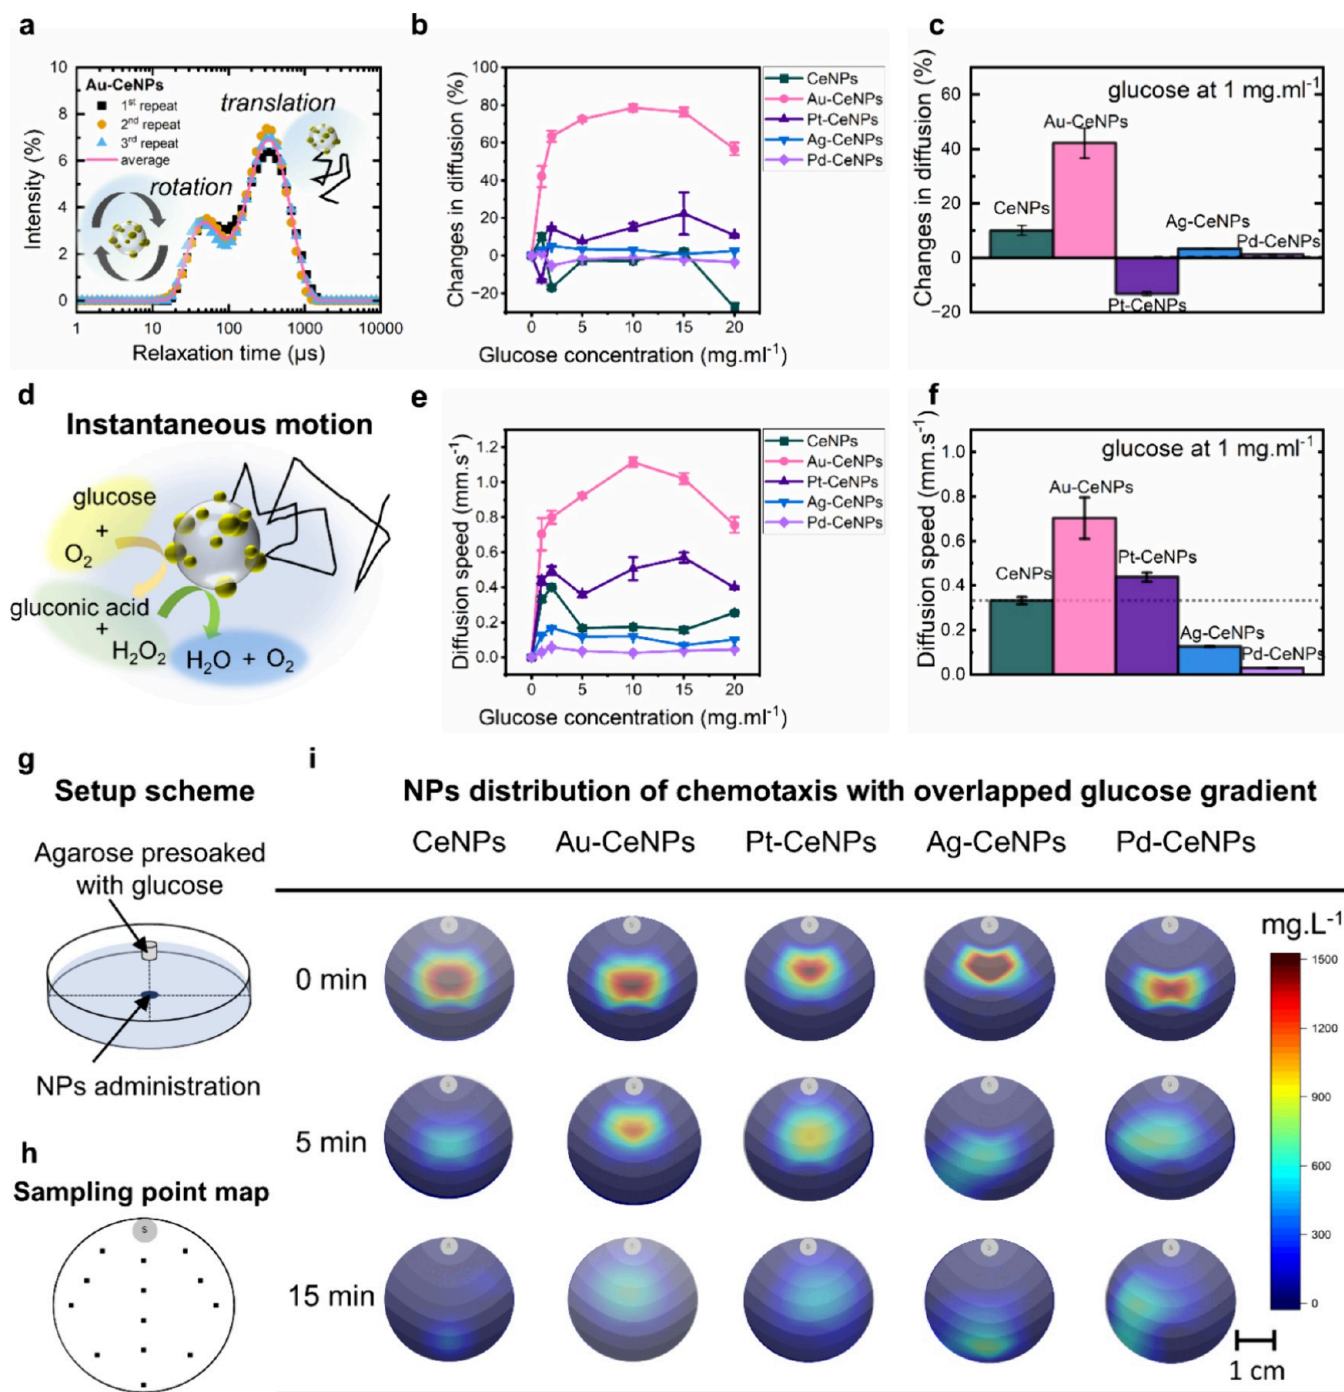 a
Au-CeNPs
1st repeat
2nd repeat
3rd repeat
average
translation
rotation
Intensity (%)
8
7
6
5
4
3
2
1
0
1 10 100 1000 10000
Relaxation time (µs)
b
Changes in diffusion (%)
100
80
60
40
20
0
−20
0 5 10 15 20
Glucose concentration (mg.ml-1)
CeNPs
Au-CeNPs
Pt-CeNPs
Ag-CeNPs
Pd-CeNPs
c
Changes in diffusion (%)
60
40
20
0
−20
glucose at 1 mg.ml-1
CeNPs
Au-CeNPs
Pt-CeNPs
Ag-CeNPs
Pd-CeNPs
d
Instantaneous motion
glucose
+
O2
gluconic acid
+
H2O2
H2O + O2
e
Diffusion speed (mm.s-1)
1.2
1.0
0.8
0.6
0.4
0.2
0.0
0 5 10 15 20
Glucose concentration (mg.ml-1)
CeNPs
Au-CeNPs
Pt-CeNPs
Ag-CeNPs
Pd-CeNPs
f
Diffusion speed (mm.s-1)
1.0
0.8
0.6
0.4
0.2
0.0
glucose at 1 mg.ml-1
CeNPs
Au-CeNPs
Pt-CeNPs
Ag-CeNPs
Pd-CeNPs
g
Setup scheme
Agarose presoaked
with glucose
NPs administration
h
Sampling point map
S
i
NPs distribution of chemotaxis with overlapped glucose gradient
CeNPs Au-CeNPs Pt-CeNPs Ag-CeNPs Pd-CeNPs
0 min
S S S S S
5 min
S S S S S
15 min
S S S S S
mg.L-1
1500
1200
900
600
300
0
1 cm